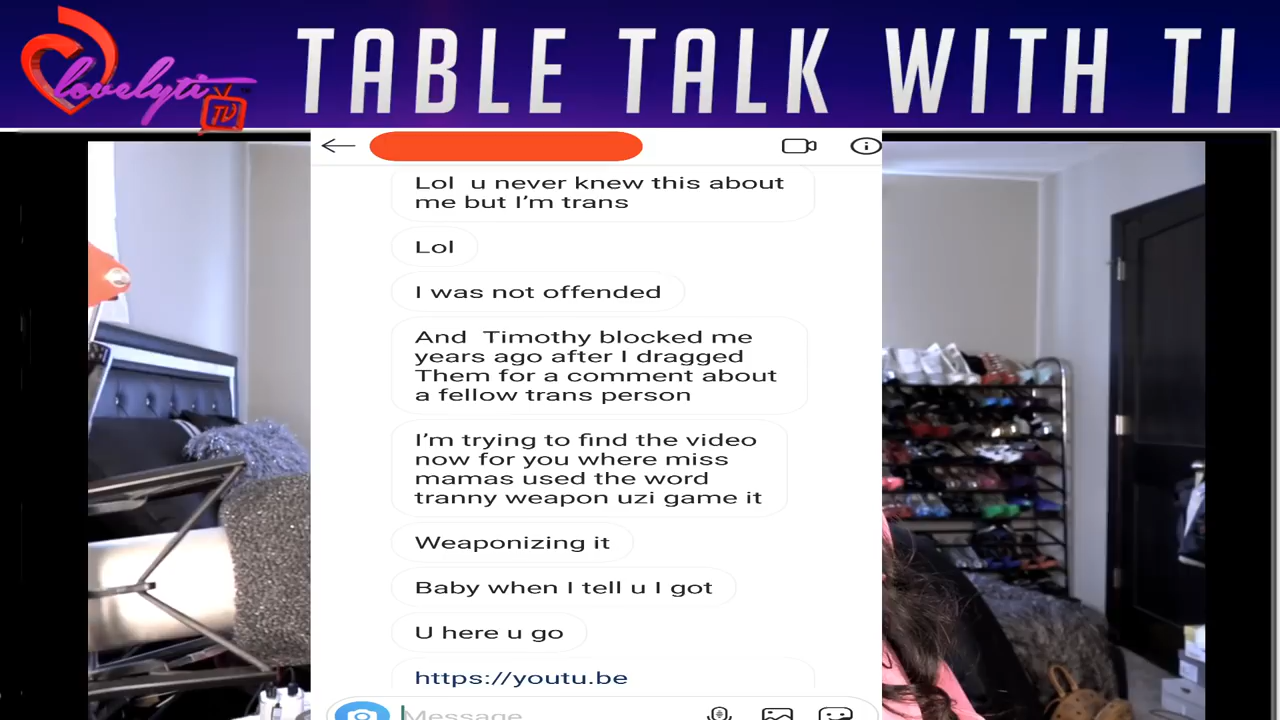 TABLE TALK WITH TI
lovelyti
TV
Lol u never knew this about
me but I'm trans
Lol
I was not offended
And Timothy blocked me
years ago after I dragged
Them for a comment about
a fellow trans person
I'm trying to find the video
now for you where miss
mamas used the word
tranny weapon uzi game it
Weaponizing it
Baby when I tell u I got
U here u go
https://youtu.be
Message